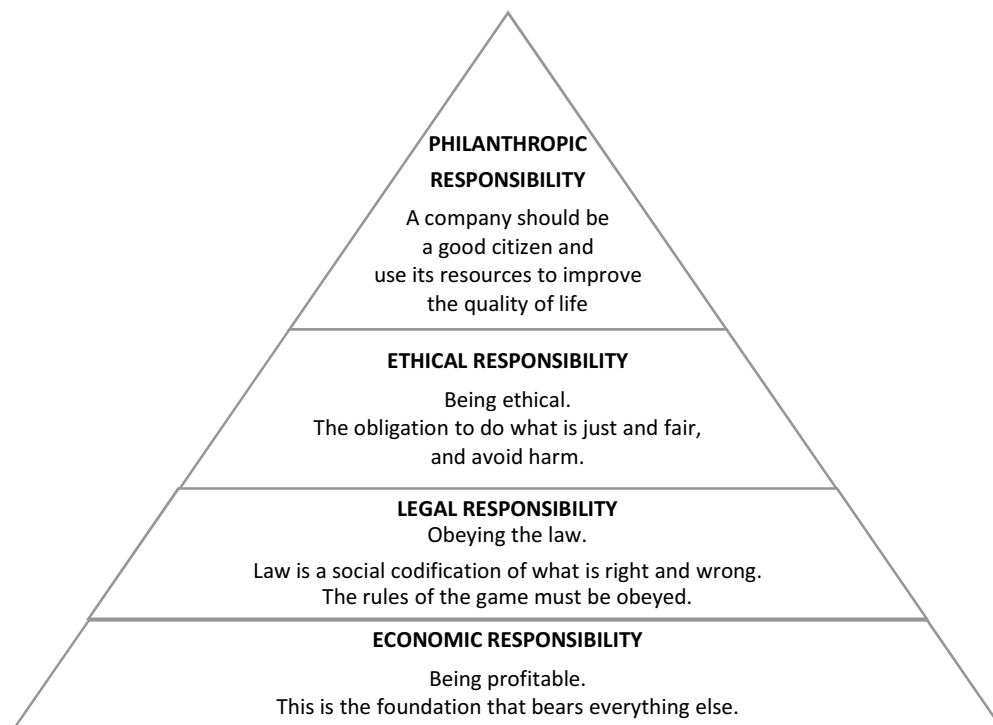 PHILANTHROPIC
RESPONSIBILITY
A company should be
a good citizen and
use its resources to improve
the quality of life
ETHICAL RESPONSIBILITY
Being ethical.
The obligation to do what is just and fair,
and avoid harm.
LEGAL RESPONSIBILITY
Obeying the law.
Law is a social codification of what is right and wrong.
The rules of the game must be obeyed.
ECONOMIC RESPONSIBILITY
Being profitable.
This is the foundation that bears everything else.